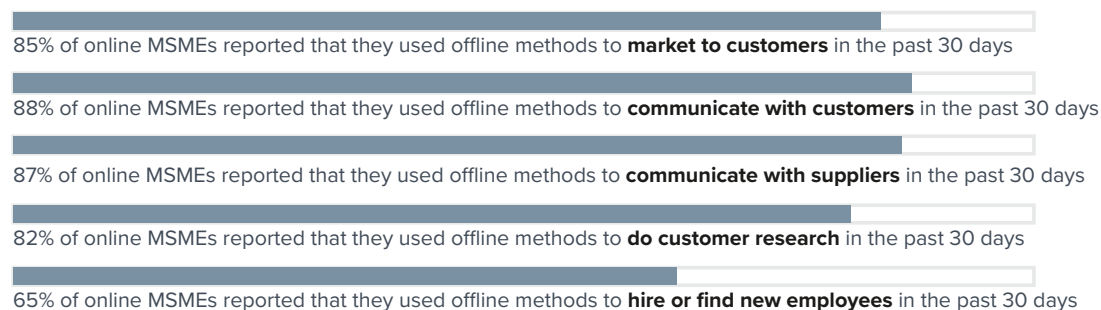 85% of online MSMEs reported that they used offline methods to market to customers in the past 30 days
88% of online MSMEs reported that they used offline methods to communicate with customers in the past 30 days
87% of online MSMEs reported that they used offline methods to communicate with suppliers in the past 30 days
82% of online MSMEs reported that they used offline methods to do customer research in the past 30 days
65% of online MSMEs reported that they used offline methods to hire or find new employees in the past 30 days